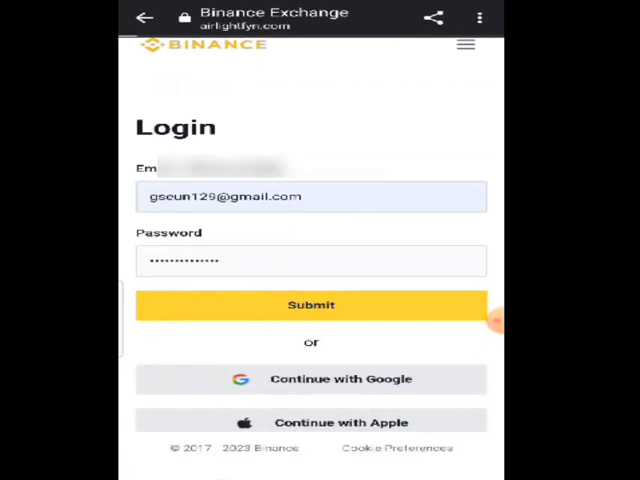 Binance Exchange
airlightfyn.com
BINANCE
Login
Em
gseun129@gmail.com
Password
••••••••••••••
Submit
or
Continue with Google
Continue with Apple
© 2017 2023 Binance Cookie Preferences